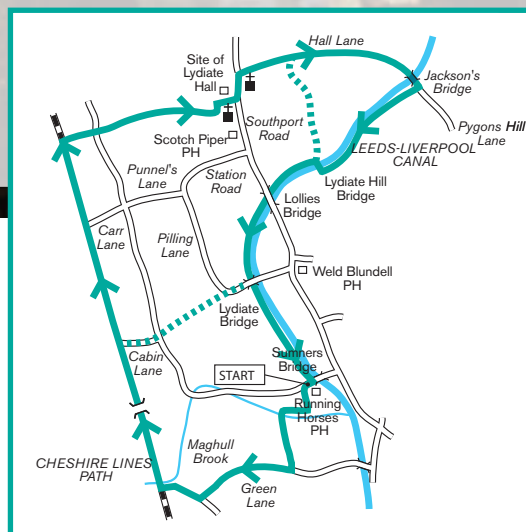 Hall Lane
Site of
Lydiate
Hall
Jackson's
Bridge
Southport
Road
Scotch Piper
PH
Pygons Hill
Lane
LEEDS-LIVERPOOL
CANAL
Punnel's
Lane
Station
Road
Lydiate Hill
Bridge
Lollies
Bridge
Carr
Lane
Pilling
Lane
Weld Blundell
PH
Lydiate
Bridge
Sumners
Bridge
Cabin
Lane
START
Running
Horses
PH
Maghull
Brook
CHESHIRE LINES
PATH
Green
Lane